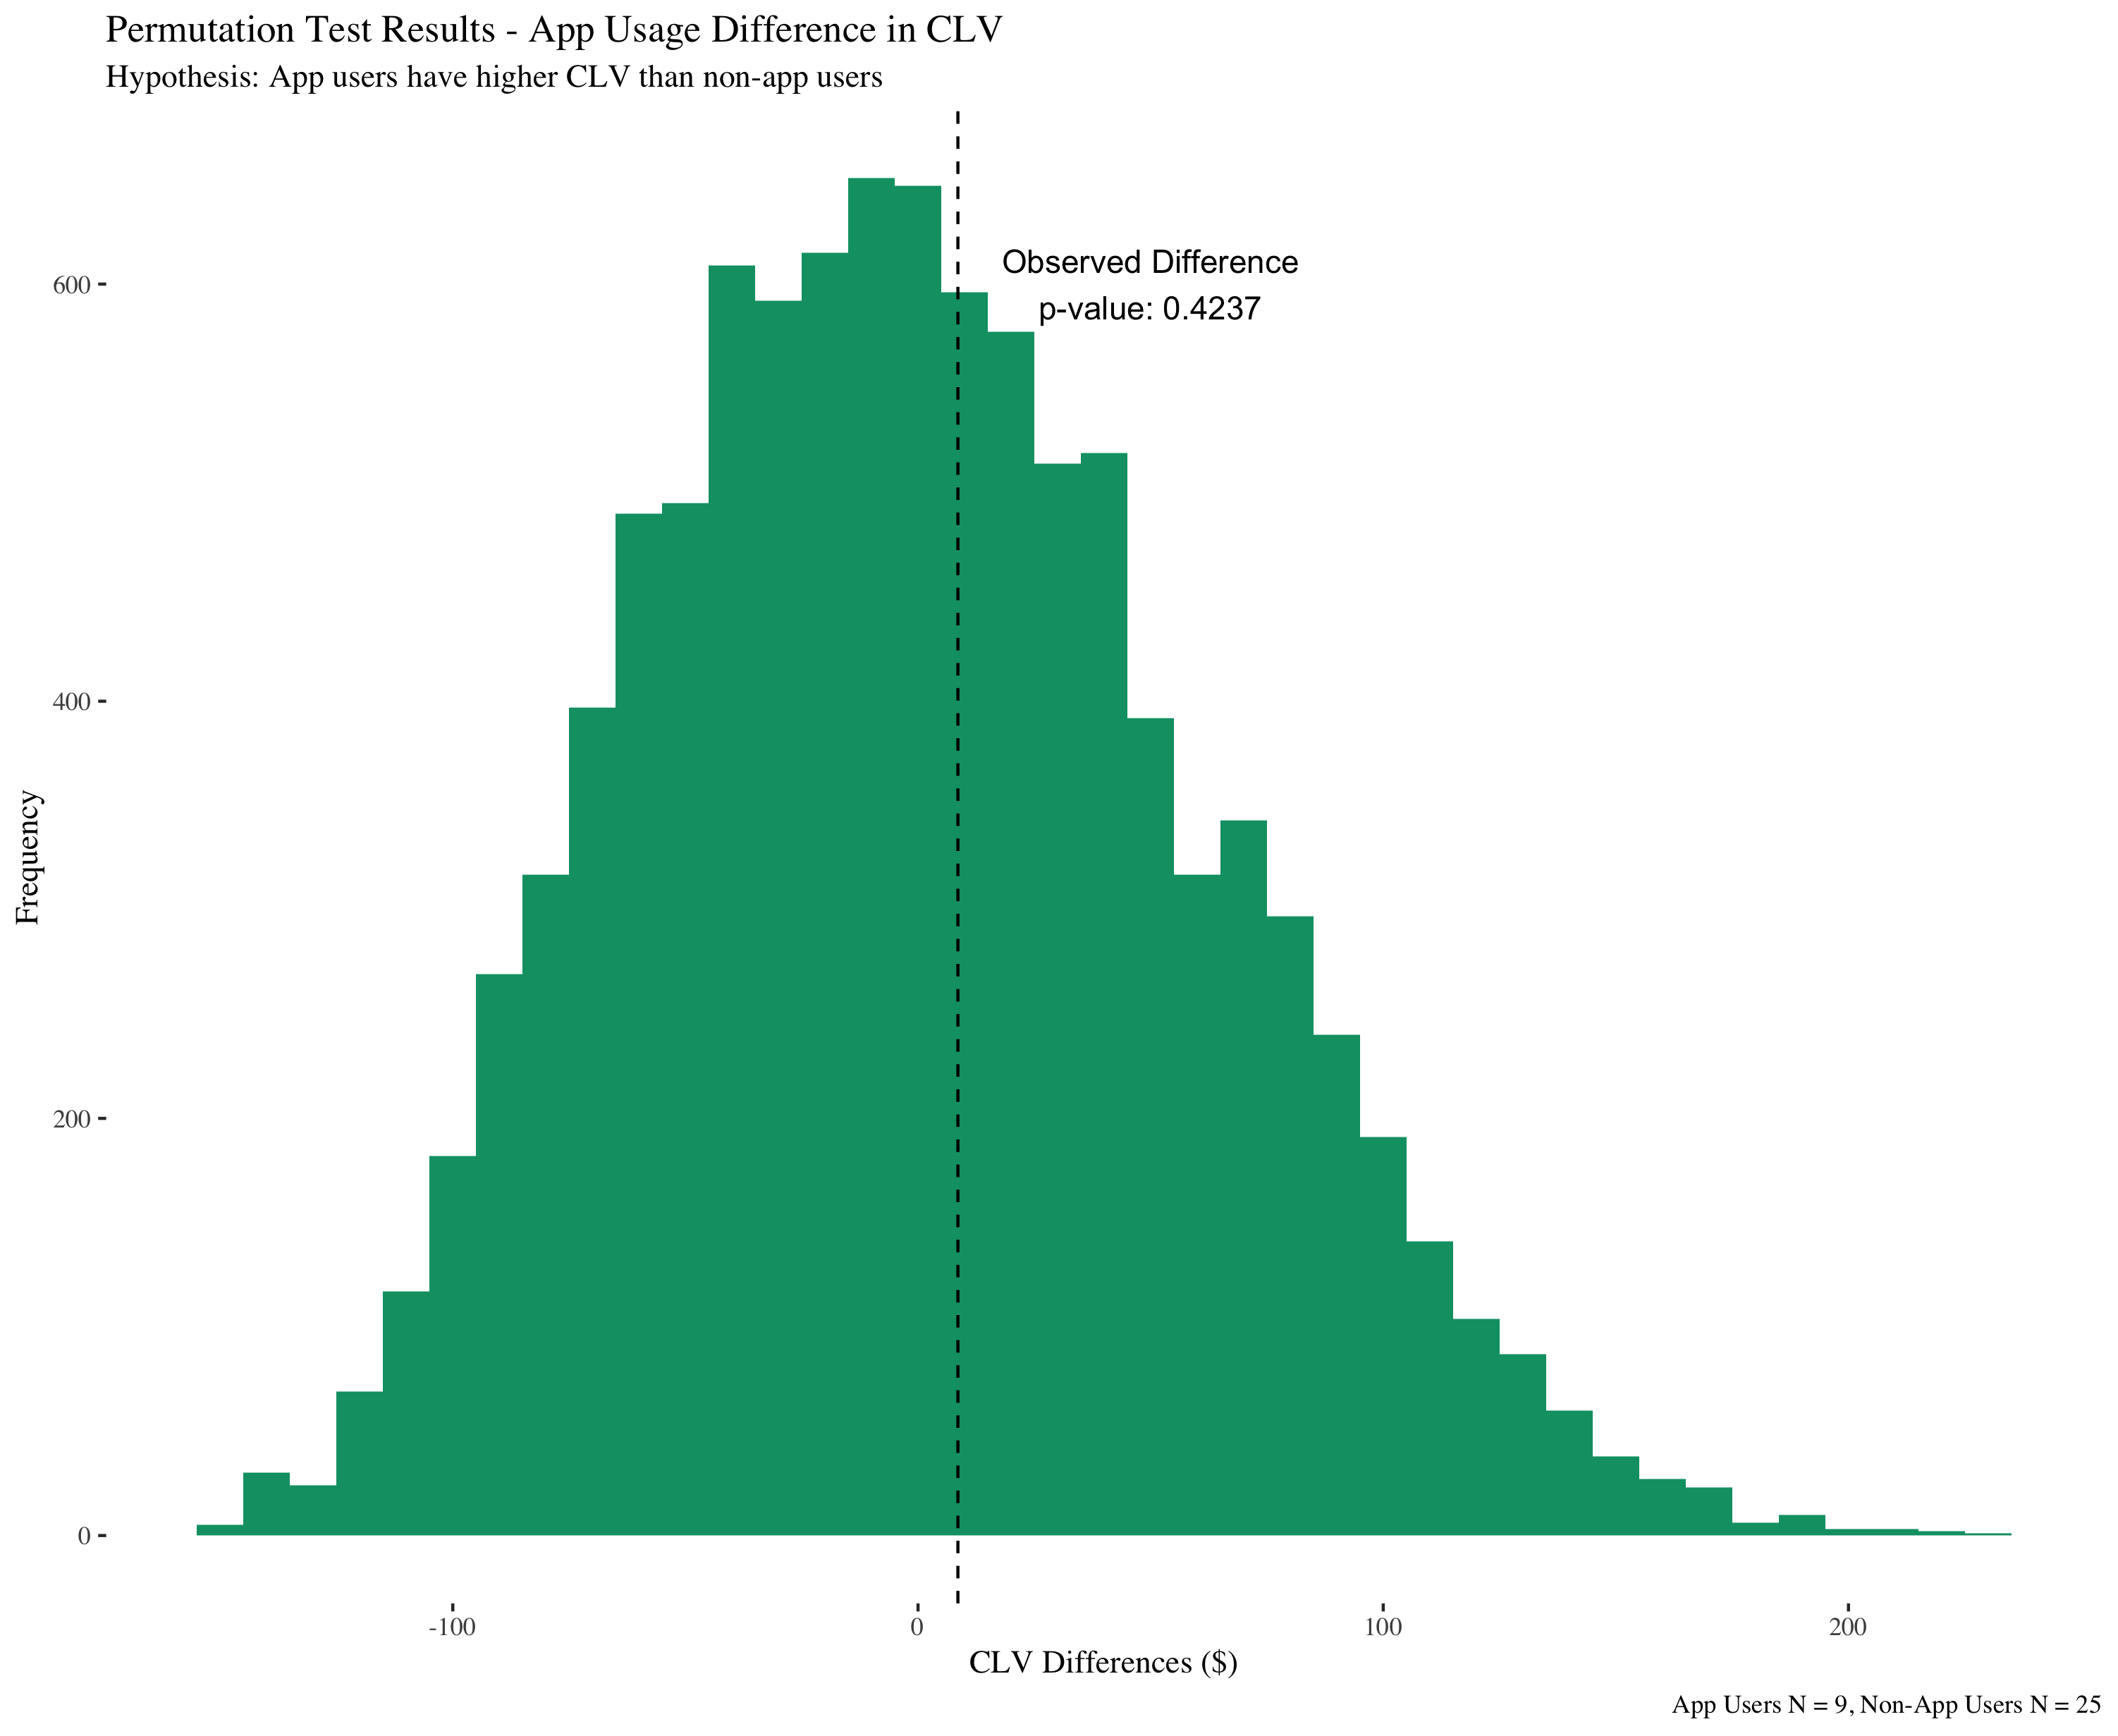 Permutation Test Results - App Usage Difference in CLV
Hypothesis: App users have higher CLV than non-app users
Observed Difference
p-value: 0.4237
600
400
200
0
Frequency
-100
0
100
200
CLV Differences ($)
App Users N = 9, Non-App Users N = 25